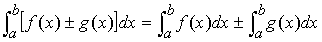 ∫_a^b [f(x) ± g(x)]dx = ∫_a^b f(x)dx ± ∫_a^b g(x)dx